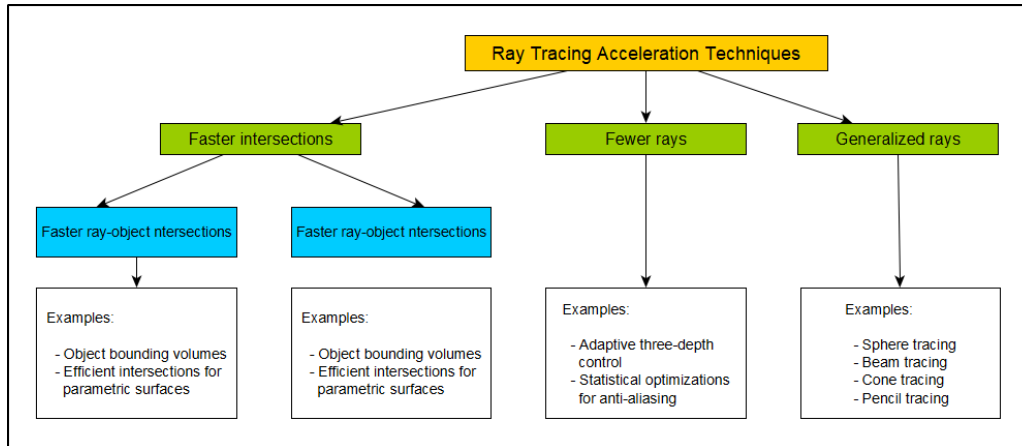 Ray Tracing Acceleration Techniques
Faster intersections
Fewer rays
Generalized rays
Faster ray-object ntersections
Faster ray-object ntersections
Examples:
- Object bounding volumes
- Efficient intersections for
parametric surfaces
Examples:
- Object bounding volumes
- Efficient intersections for
parametric surfaces
Examples:
- Adaptive three-depth
control
- Statistical optimizations
for anti-aliasing
Examples:
- Sphere tracing
- Beam tracing
- Cone tracing
- Pencil tracing